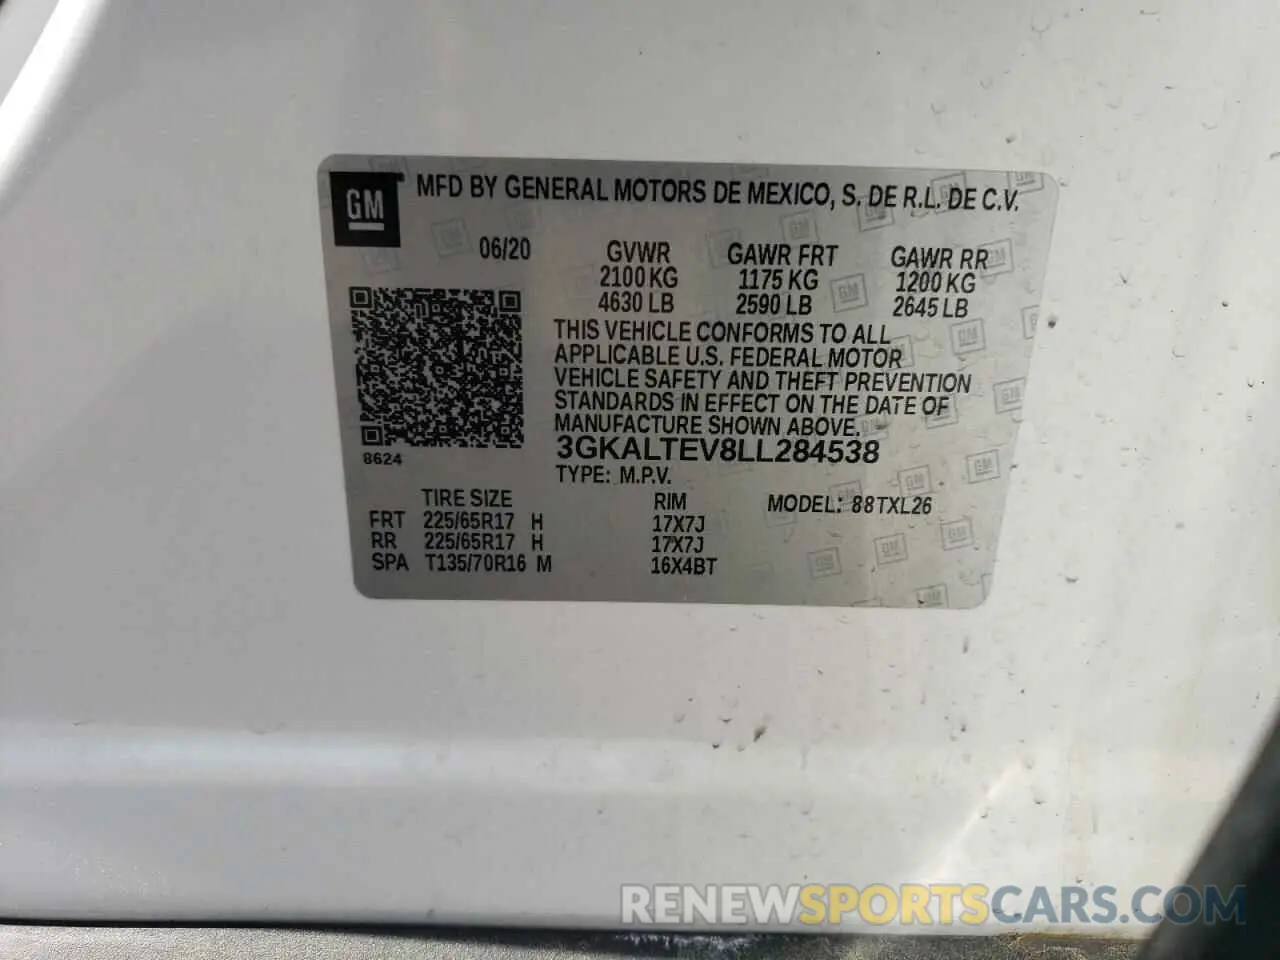 GM MFD BY GENERAL MOTORS DE MEXICO, S. DE R.L. DE C.V.
06/20 GVWR GAWR FRT GAWR RR
2100 KG 1175 KG 1200 KG
4630 LB 2590 LB 2645 LB
THIS VEHICLE CONFORMS TO ALL
APPLICABLE U.S. FEDERAL MOTOR
VEHICLE SAFETY AND THEFT PREVENTION
STANDARDS IN EFFECT ON THE DATE OF
MANUFACTURE SHOWN ABOVE.
3GKALTEV8LL284538
8624
TYPE: M.P.V.
TIRE SIZE RIM MODEL: 88TXL26
FRT 225/65R17 H 17X7J
RR 225/65R17 H 17X7J
SPA T135/70R16 M 16X4BT
RENEWSPORTSCARS.COM